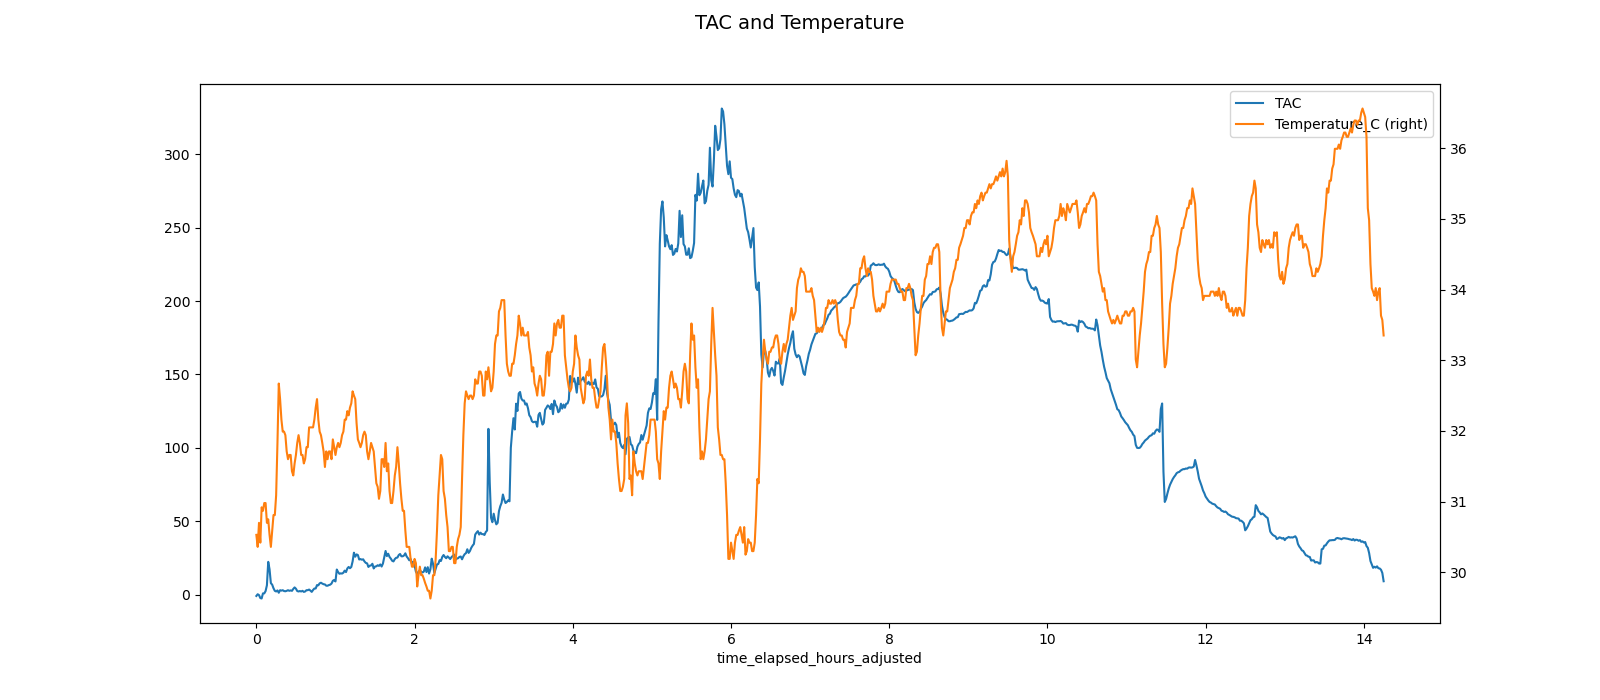 TAC and Temperature
TAC
Temperature_C (right)
300
250
200
150
100
50
0
36
35
34
33
32
31
30
0 2 4 6 8 10 12 14
time_elapsed_hours_adjusted